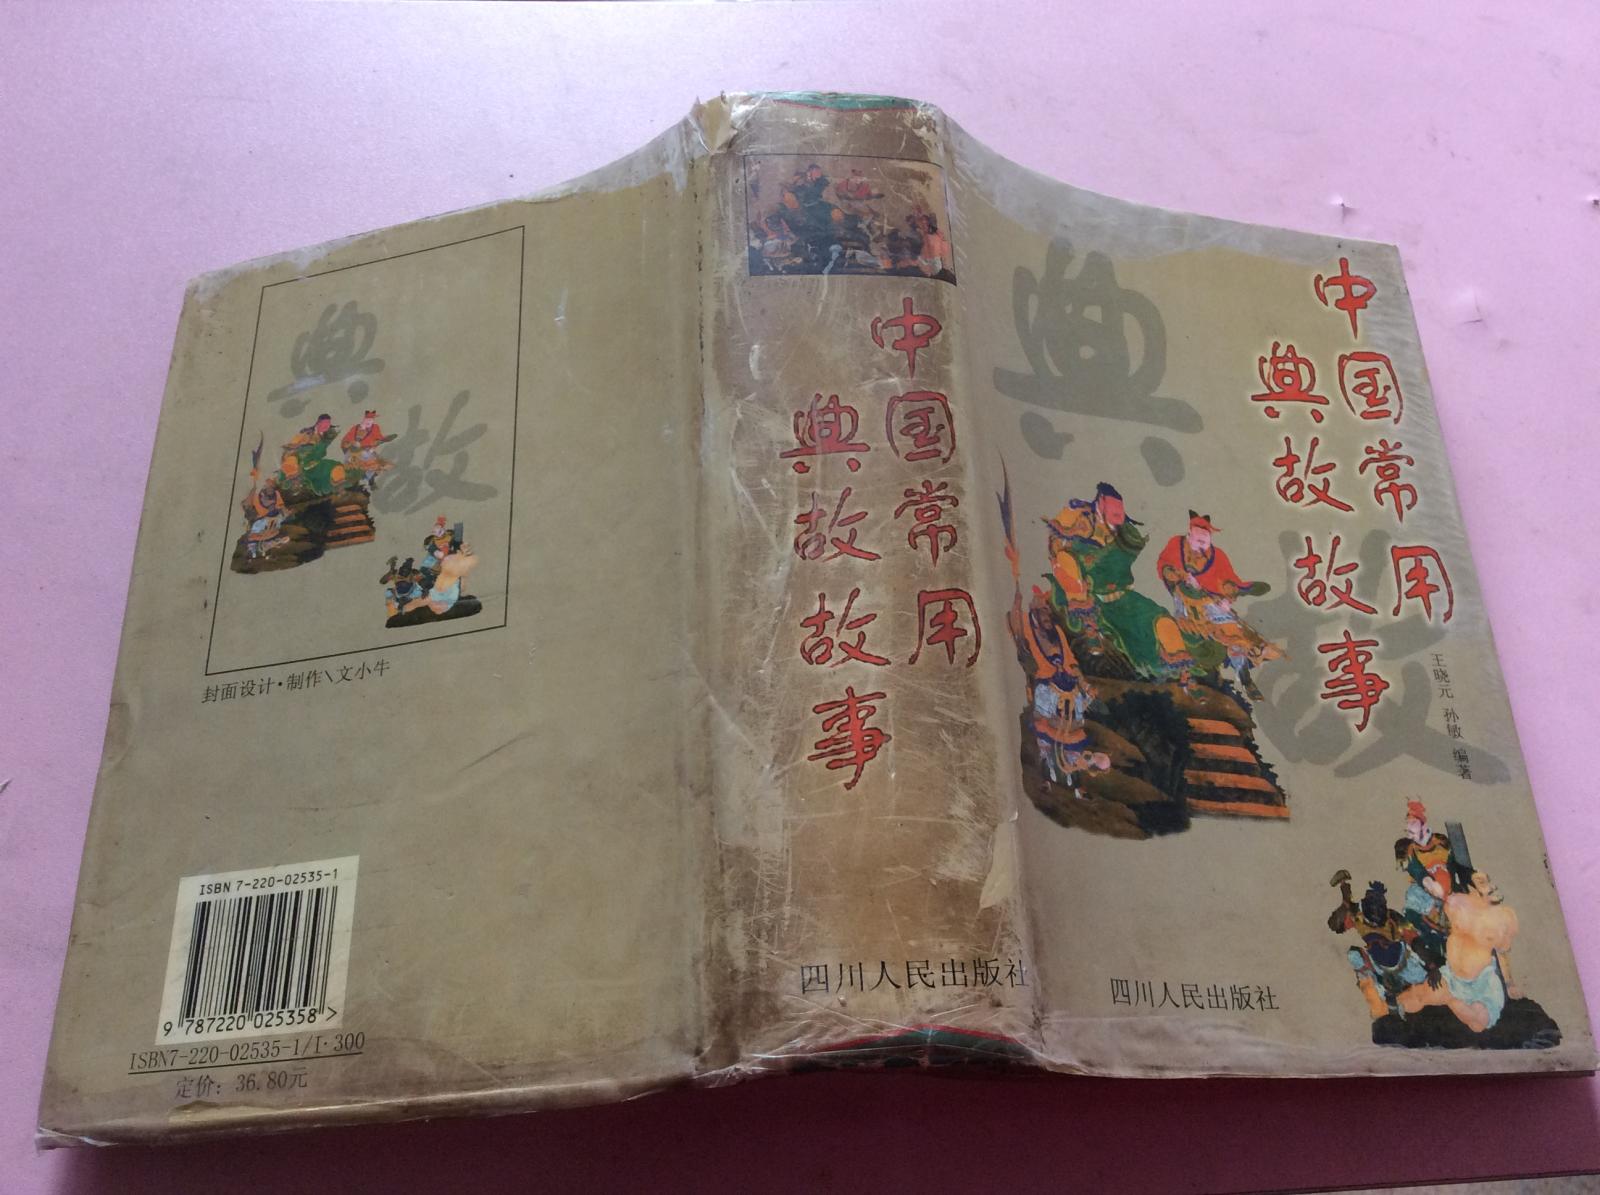 典
故
封面设计·制作\文小牛
ISBN 7-220-02535-1
9 787220 025358 >
ISBN7-220-02535-1/I·300
定价：36.80元
中国常用
典故故事
四川人民出版社
典
故
中国常用
典故故事
王晓元 孙敏 编著
四川人民出版社